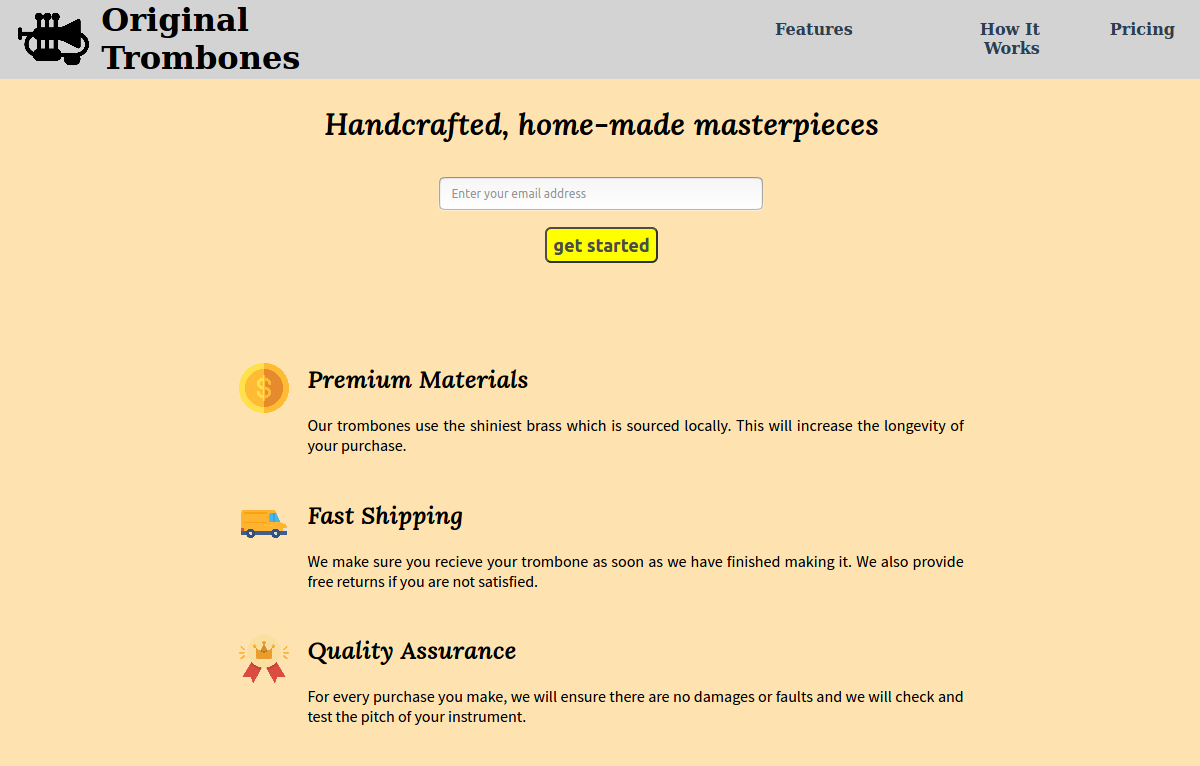 Original
Trombones
Features
How It
Works
Pricing
Handcrafted, home-made masterpieces
Enter your email address
get started
$
Premium Materials
Our trombones use the shiniest brass which is sourced locally. This will increase the longevity of
your purchase.
Fast Shipping
We make sure you recieve your trombone as soon as we have finished making it. We also provide
free returns if you are not satisfied.
Quality Assurance
For every purchase you make, we will ensure there are no damages or faults and we will check and
test the pitch of your instrument.